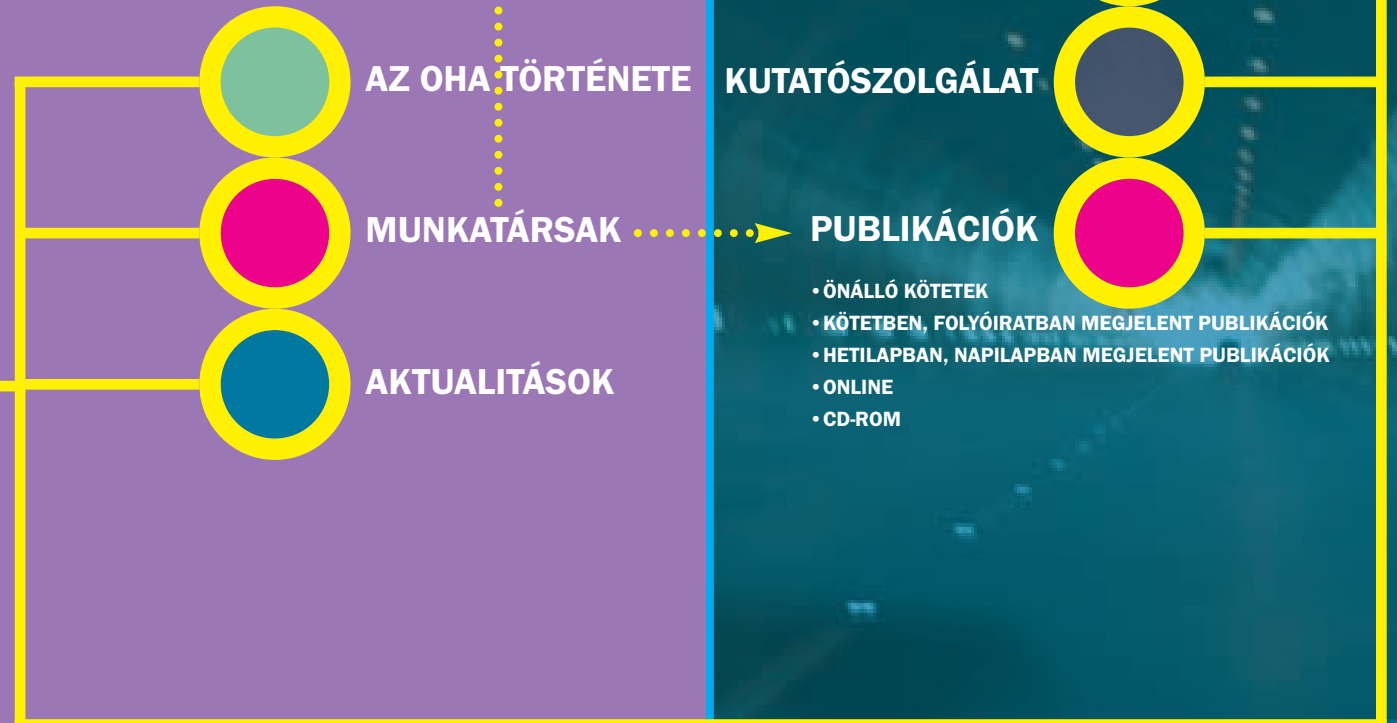 AZ OHA TÖRTÉNETE
MUNKATÁRSAK
AKTUALITÁSOK
KUTATÓSZOLGÁLAT
PUBLIKÁCIÓK
• ÖNÁLLÓ KÖTETEK
• KÖTETBEN, FOLYÓIRATBAN MEGJELENT PUBLIKÁCIÓK
• HETILAPBAN, NAPILAPBAN MEGJELENT PUBLIKÁCIÓK
• ONLINE
• CD-ROM